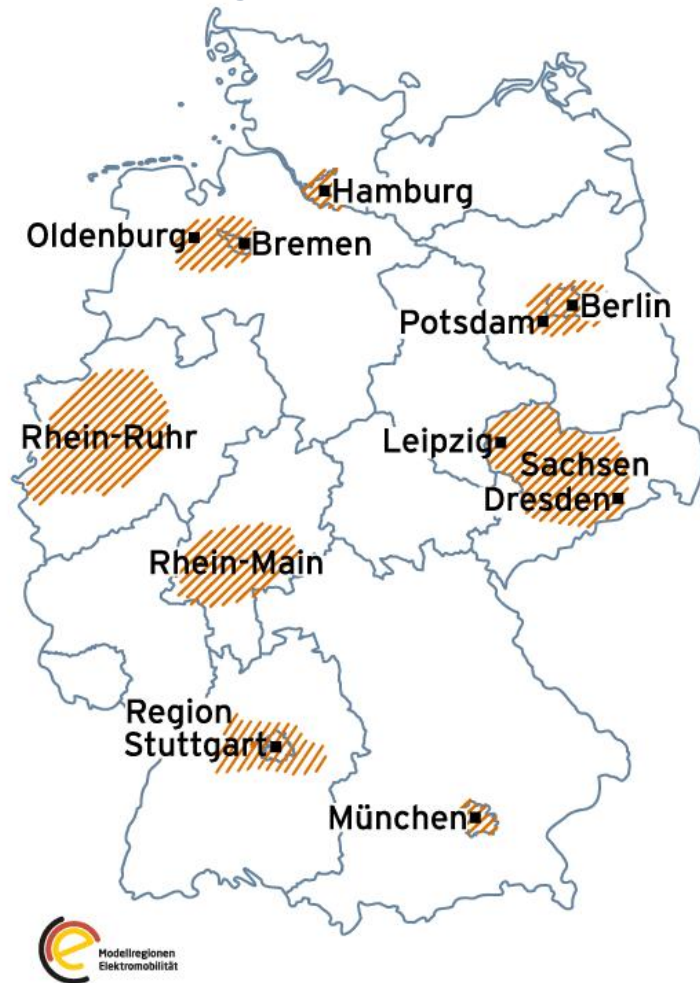 Hamburg
Oldenburg
Bremen
Berlin
Potsdam
Rhein-Ruhr
Leipzig
Sachsen
Dresden
Rhein-Main
Region
Stuttgart
München
e
Modellregionen
Elektromobilität